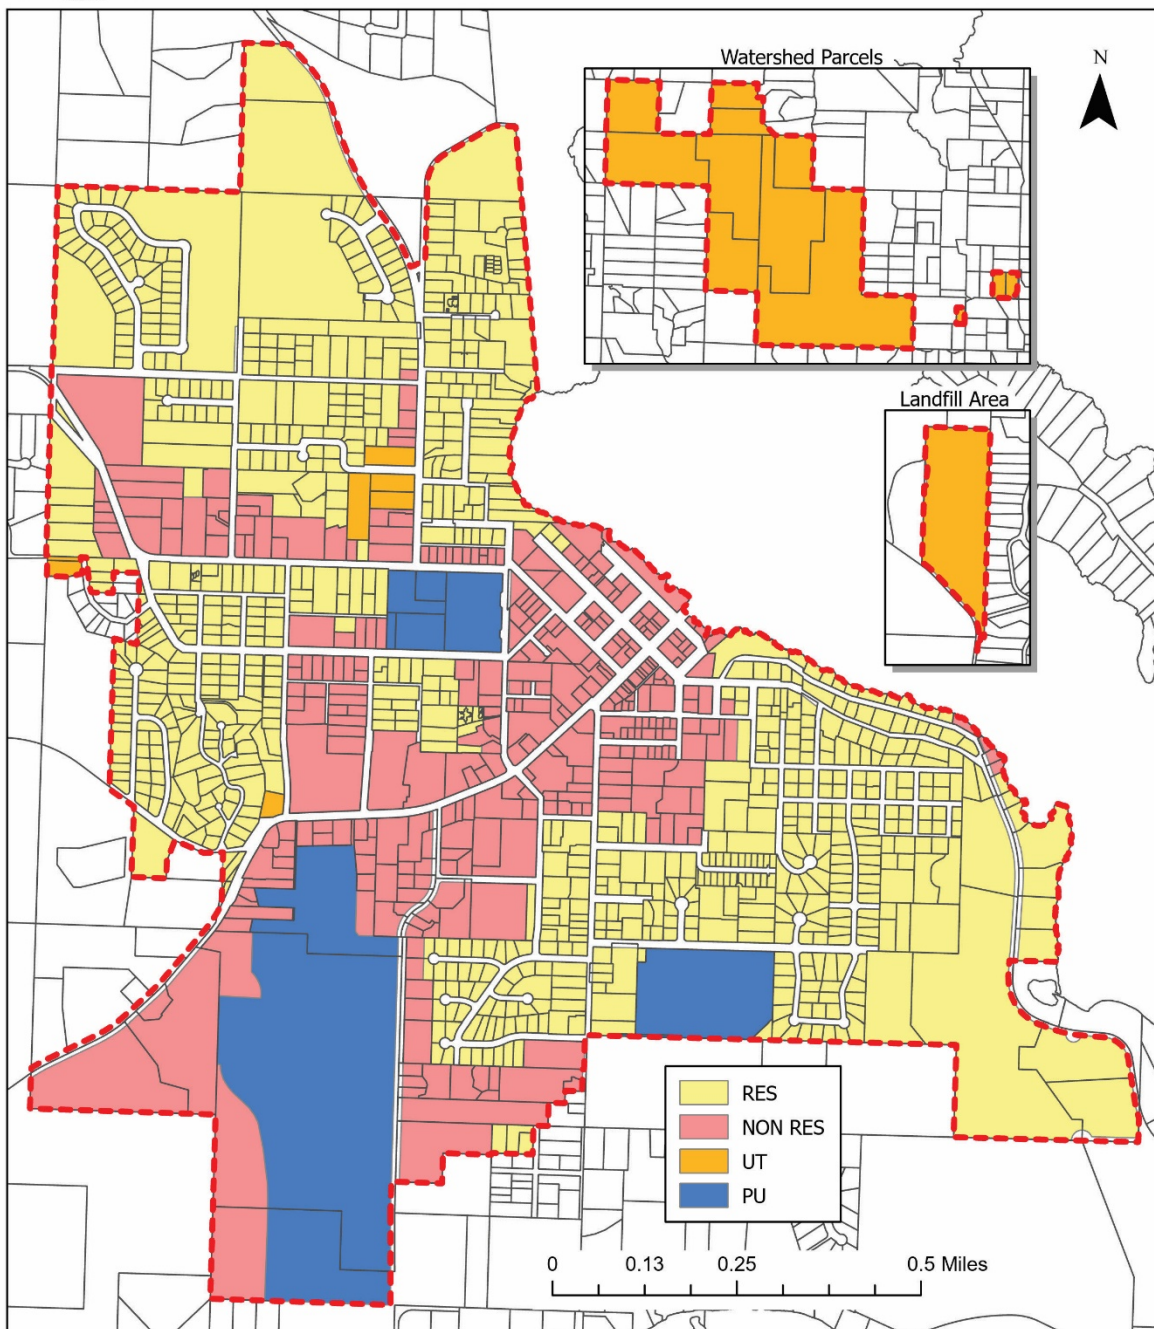 Watershed Parcels
N
Landfill Area
RES
NON RES
UT
PU
0 0.13 0.25 0.5 Miles